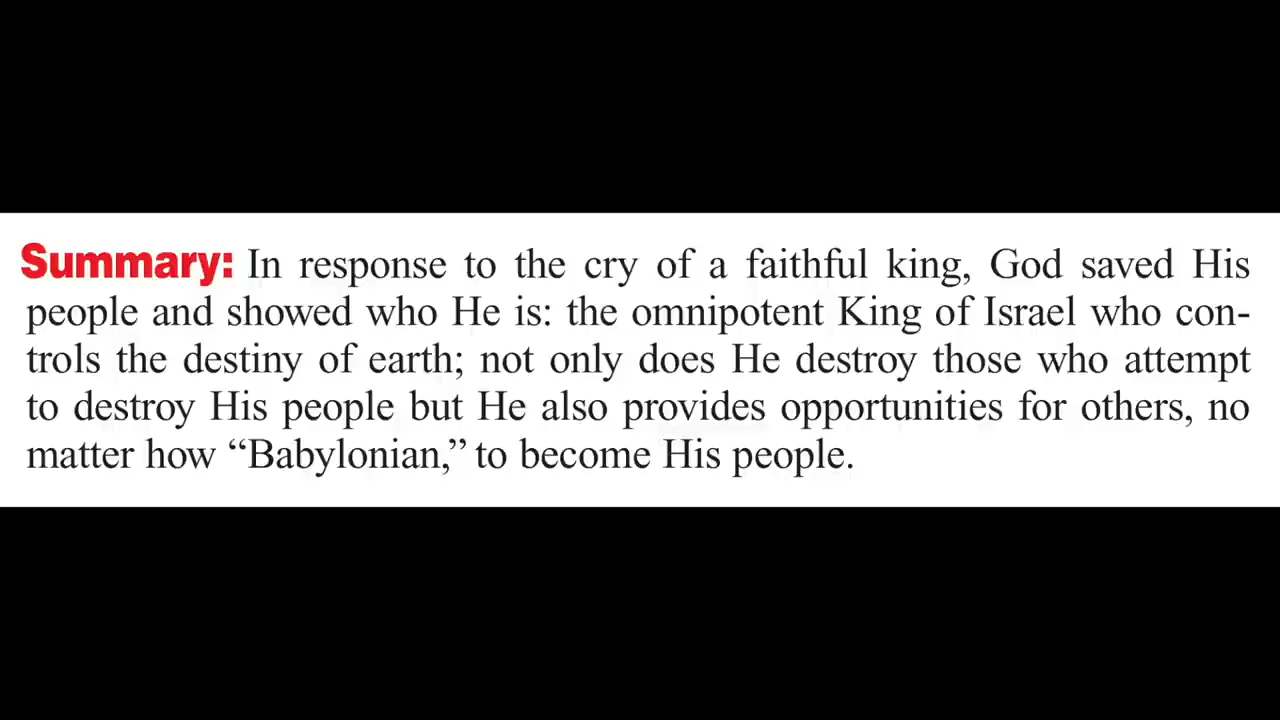 Summary: In response to the cry of a faithful king, God saved His
people and showed who He is: the omnipotent King of Israel who con-
trols the destiny of earth; not only does He destroy those who attempt
to destroy His people but He also provides opportunities for others, no
matter how “Babylonian,” to become His people.